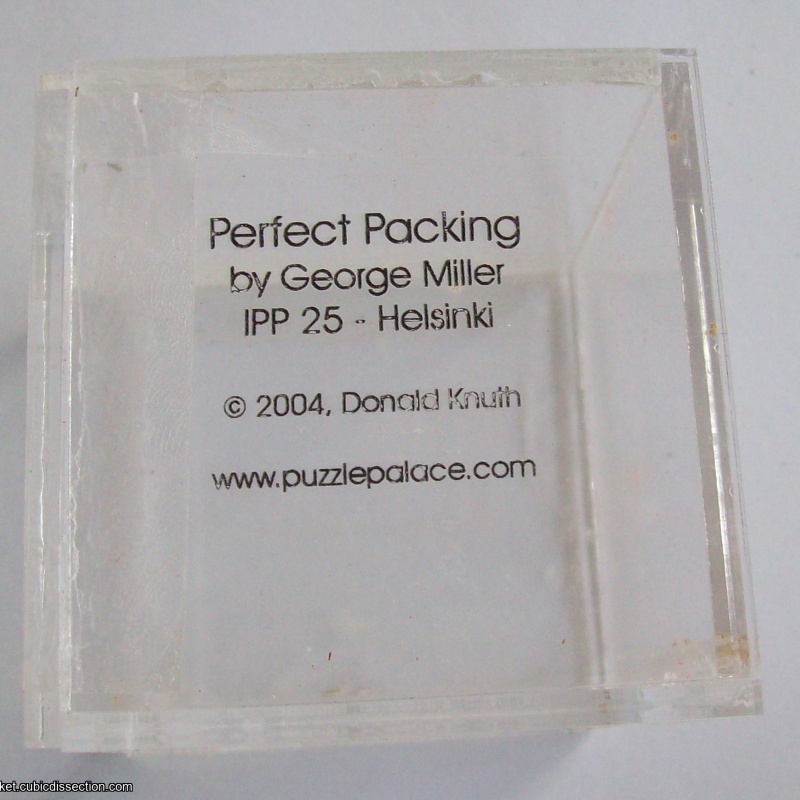 Perfect Packing
by George Miller
IPP 25 - Helsinki
© 2004, Donald Knuth
www.puzzlepalace.com
ket.cubicdissection.com